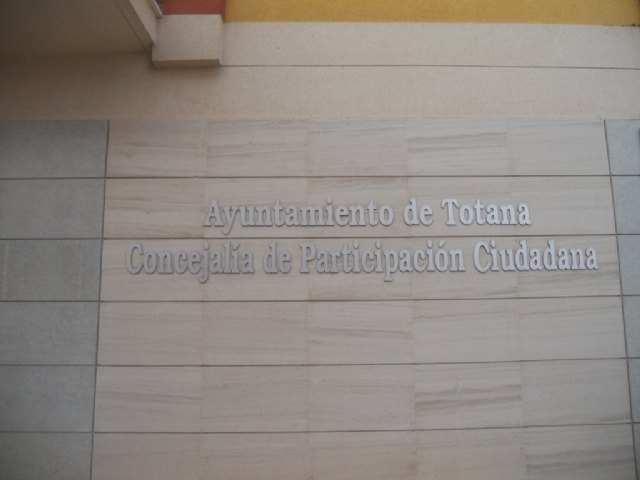 Ayuntamiento de Totana
Concejalía de Participación Ciudadana